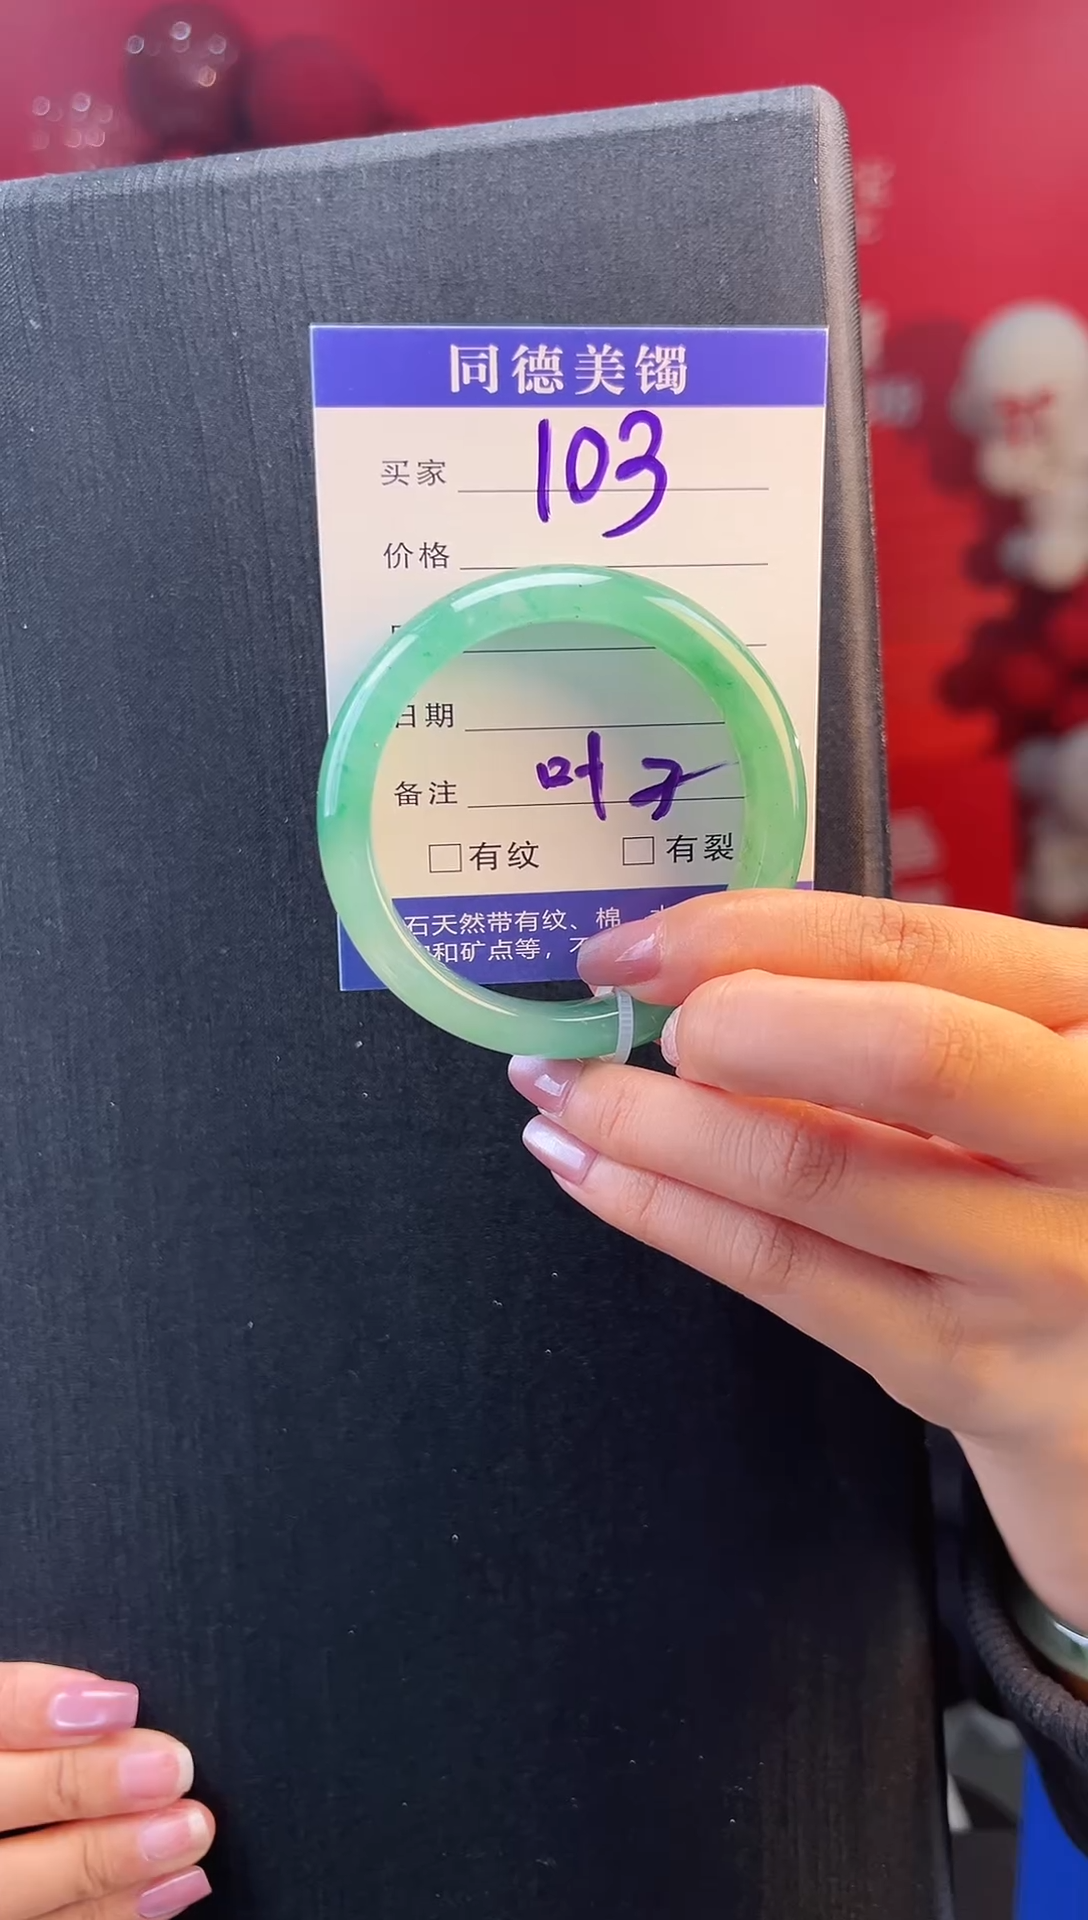 同德美镯
买家 103
价格
日期
备注 叶子
□有纹 □有裂
石天然带有纹、棉
和矿点等，不